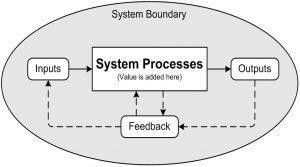 System Boundary
Inputs
System Processes
(Value is added here)
Outputs
Feedback